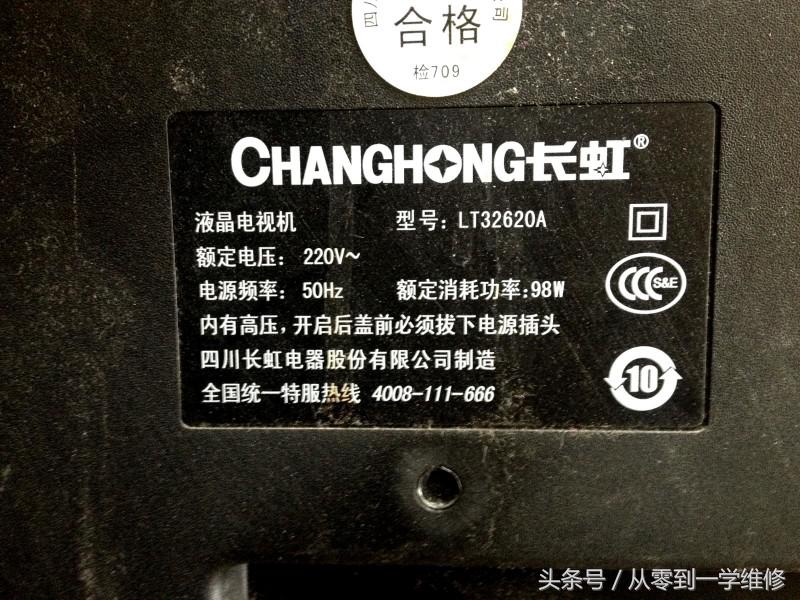 合格
检709
CHANGHONG长虹®
液晶电视机 型号：LT32620A
额定电压： 220V~
电源频率： 50Hz 额定消耗功率:98W
内有高压，开启后盖前必须拔下电源插头
四川长虹电器股份有限公司制造
全国统一特服热线 4008-111-666
CCC S&E
10
头条号 / 从零到一学维修